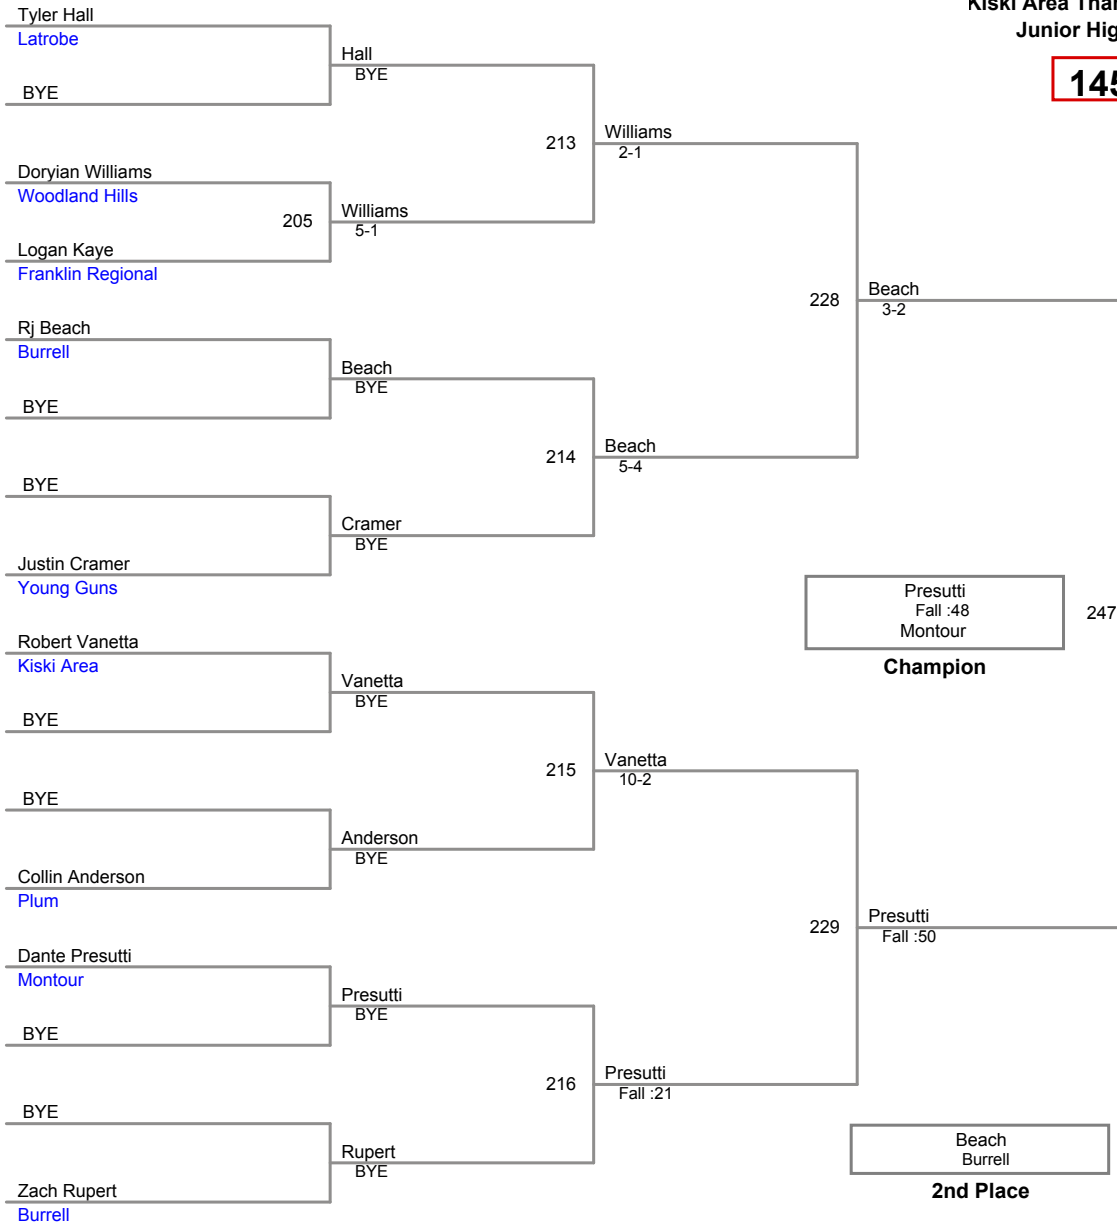 Kiski Area
Junior
145
Tyler Hall
Latrobe
BYE
Hall
BYE
Doryian Williams
Woodland Hills
205
Logan Kaye
Franklin Regional
Williams
5-1
213
Williams
2-1
Rj Beach
Burrell
BYE
Beach
BYE
BYE
Justin Cramer
Young Guns
Cramer
BYE
214
Beach
5-4
228
Beach
3-2
Robert Vanetta
Kiski Area
BYE
Vanetta
BYE
BYE
Collin Anderson
Plum
Anderson
BYE
215
Vanetta
10-2
Dante Presutti
Montour
BYE
Presutti
BYE
BYE
Zach Rupert
Burrell
Rupert
BYE
216
Presutti
Fall :21
229
Presutti
Fall :50
Presutti
Fall :48
Montour
247
Champion
Beach
Burrell
2nd Place